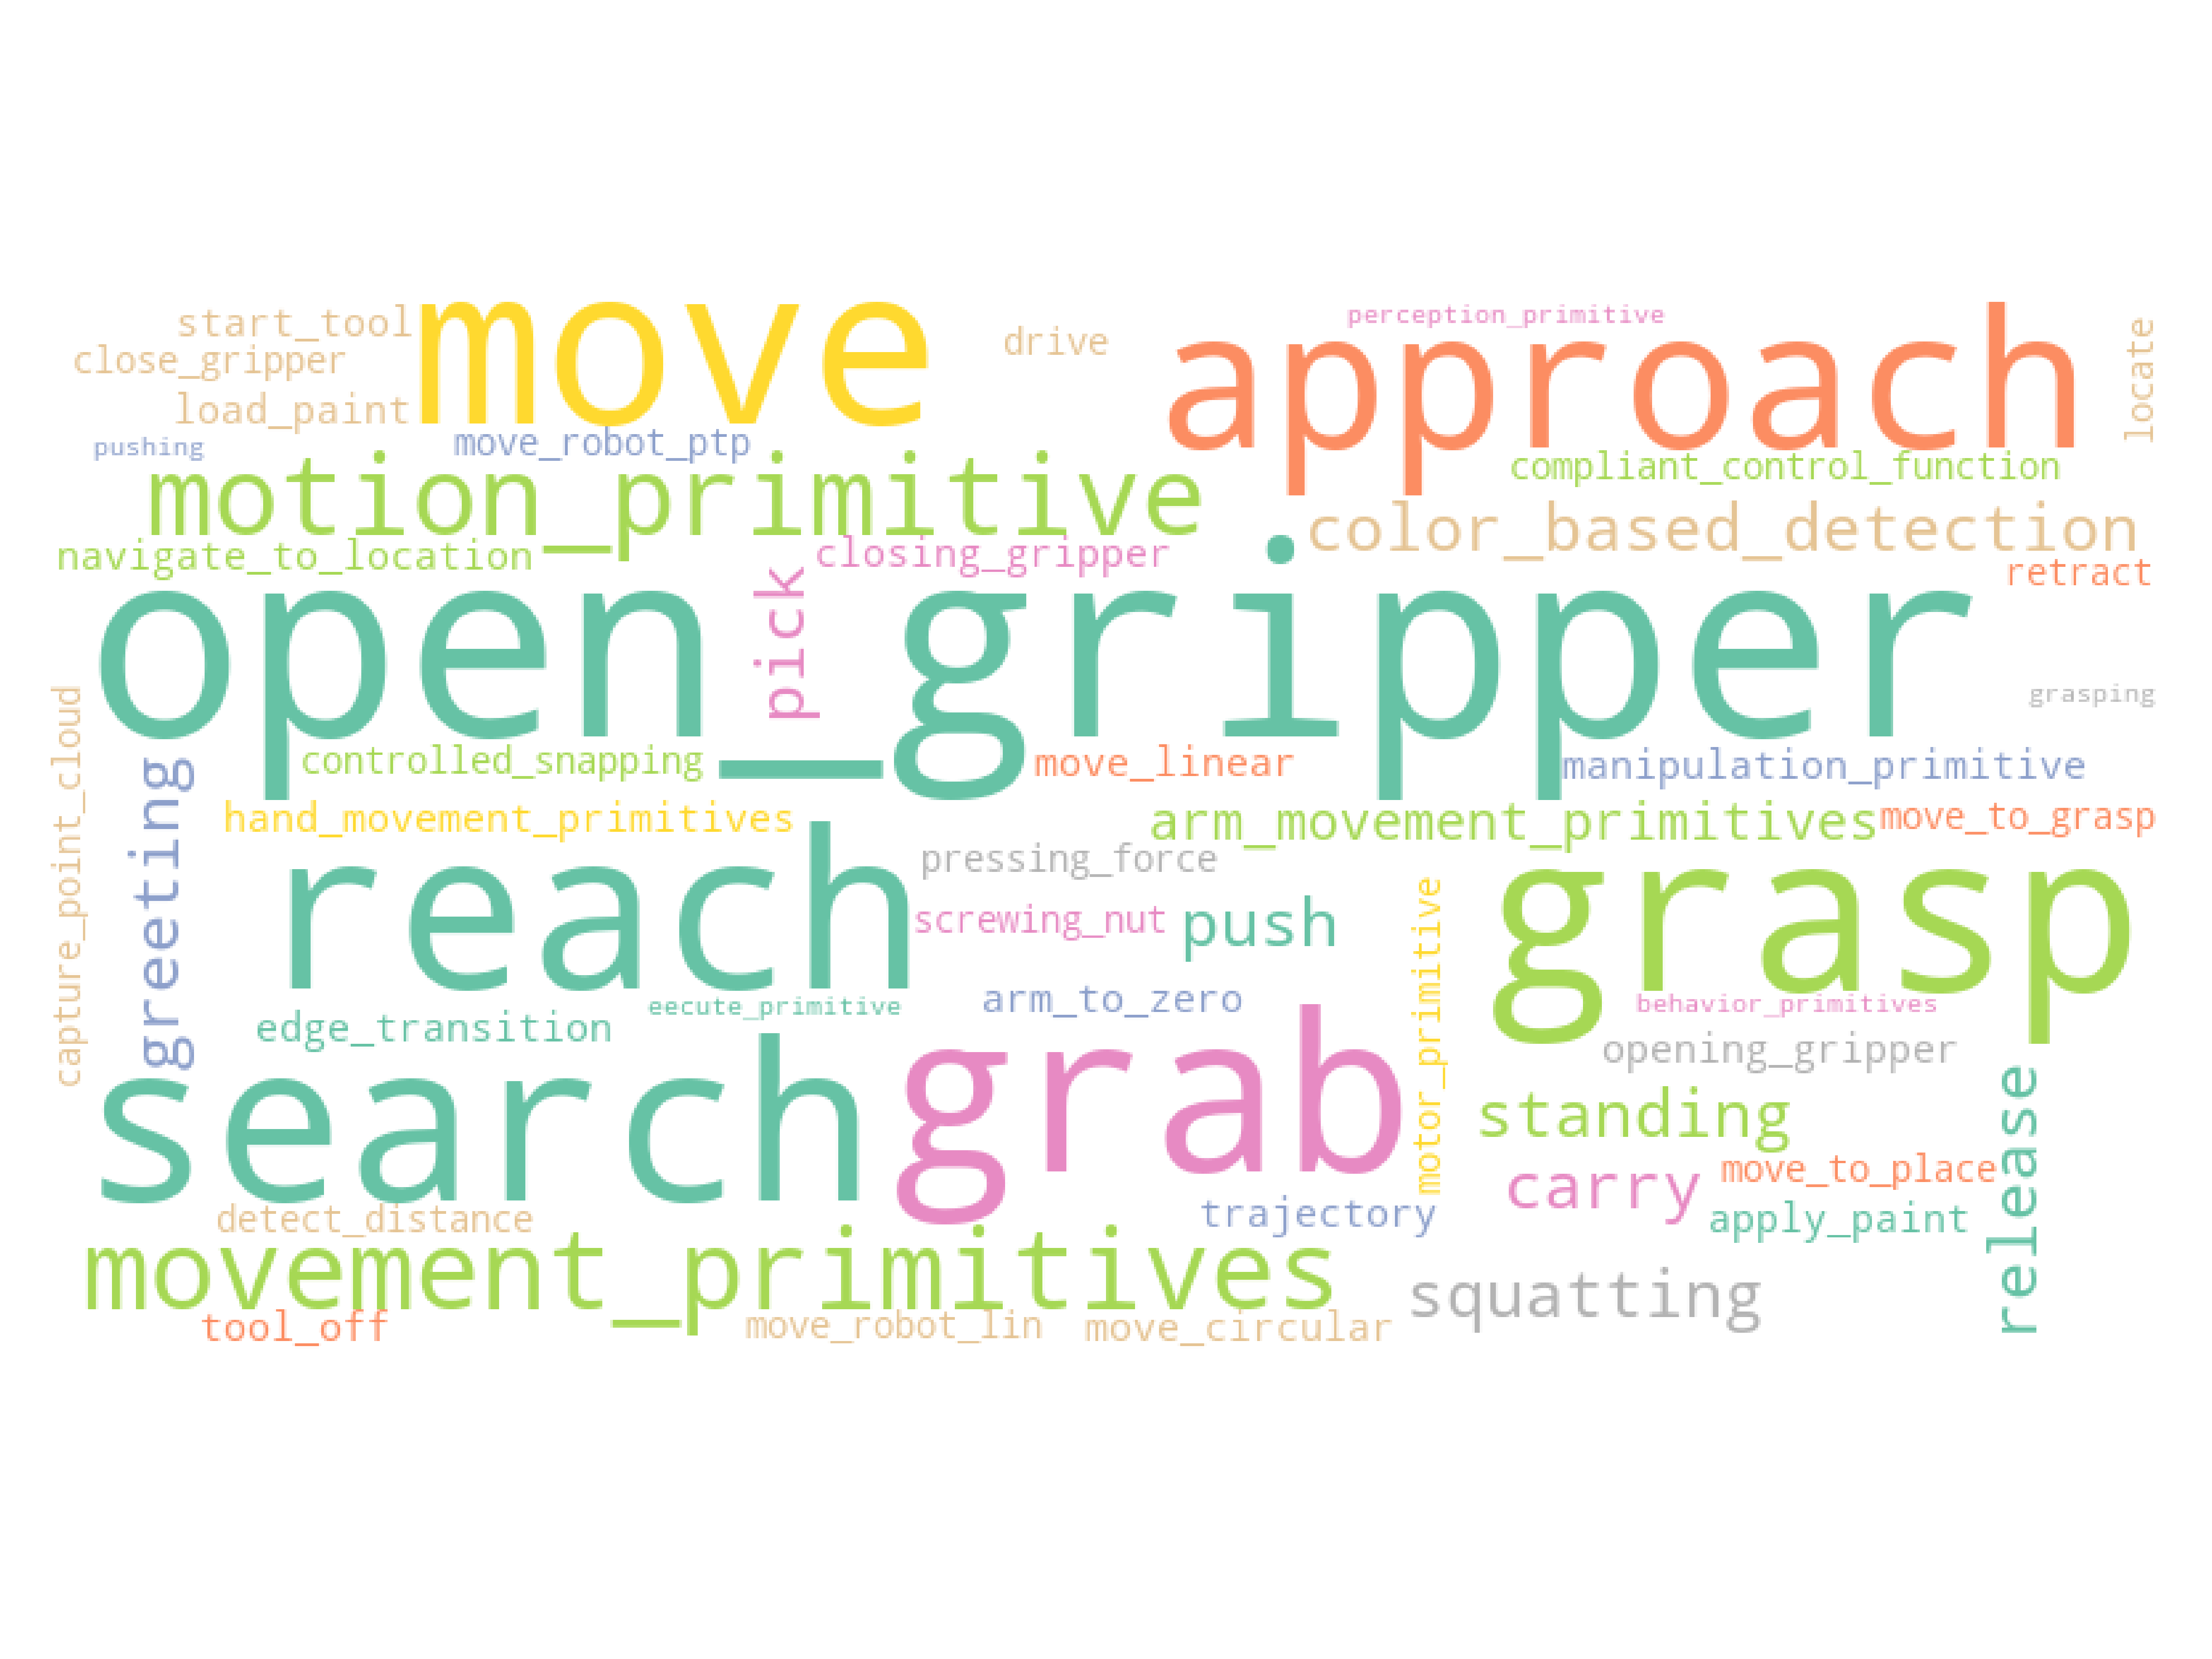 start_tool
move
drive
perception_primitive
approach
locate
close_gripper
load_paint
pushing
move_robot_ptp
compliant_control_function
motion_primitive
color_based_detection
navigate_to_location
closing_gripper
retract
pick
open_gripper
grasping
capture_point_cloud
greeting
controlled_snapping
move_linear
manipulation_primitive
hand_movement_primitives
arm_movement_primitives
move_to_grasp
reach
pressing_force
screwing_nut
push
motor_primitive
grasp
eecute_primitive
arm_to_zero
behavior_primitives
edge_transition
opening_gripper
search
grab
standing
release
carry
move_to_place
detect_distance
trajectory
apply_paint
movement_primitives
squatting
tool_off
move_robot_lin
move_circular